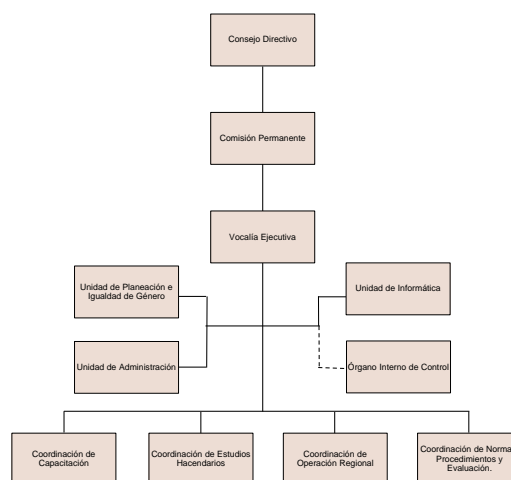 Consejo Directivo
Comisión Permanente
Vocalía Ejecutiva
Unidad de Planeación e
Igualdad de Género
Unidad de Informática
Unidad de Administración
Órgano Interno de Control
Coordinación de
Capacitación
Coordinación de Estudios
Hacendarios
Coordinación de
Operación Regional
Coordinación de Norma
Procedimientos y
Evaluación.